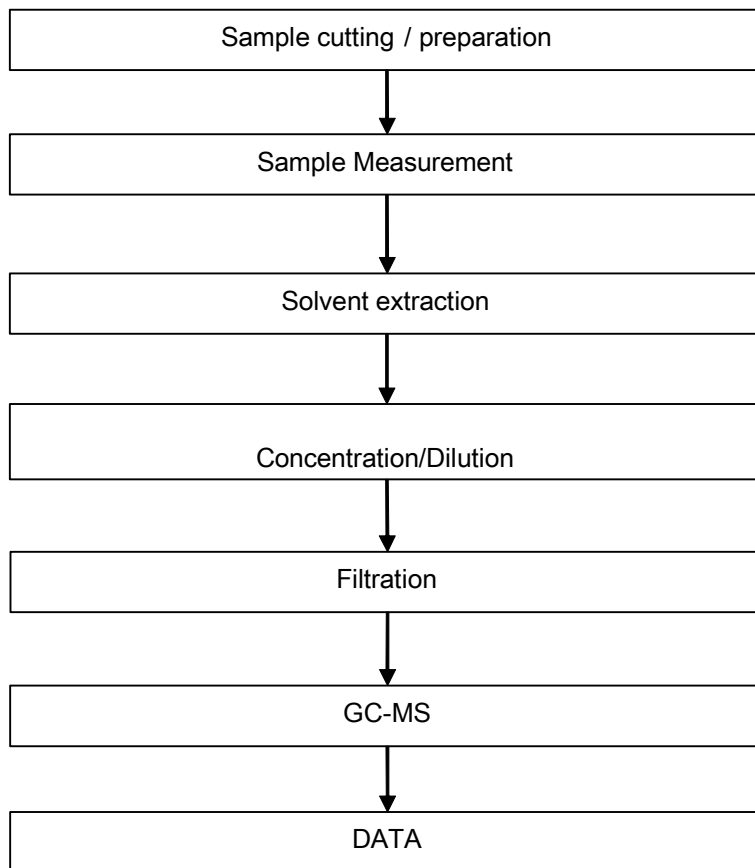 Sample cutting / preparation
Sample Measurement
Solvent extraction
Concentration/Dilution
Filtration
GC-MS
DATA